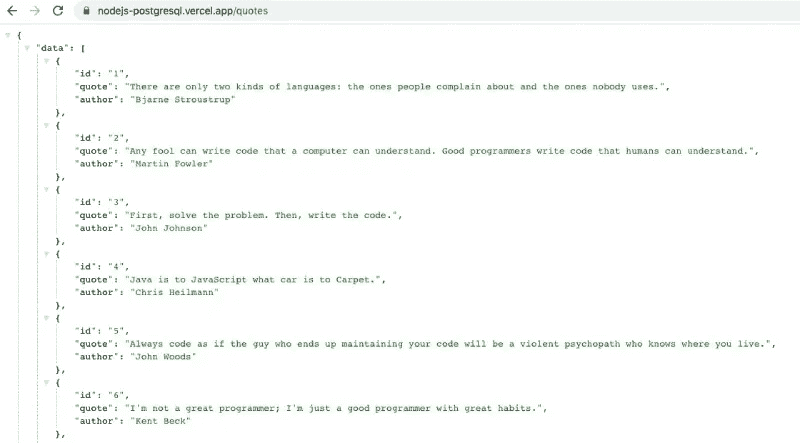 nodejs-postgresql.vercel.app/quotes
{
"data": [
{
"id": "1",
"quote": "There are only two kinds of languages: the ones people complain about and the ones nobody uses.",
"author": "Bjarne Stroustrup"
},
{
"id": "2",
"quote": "Any fool can write code that a computer can understand. Good programmers write code that humans can understand.",
"author": "Martin Fowler"
},
{
"id": "3",
"quote": "First, solve the problem. Then, write the code.",
"author": "John Johnson"
},
{
"id": "4",
"quote": "Java is to JavaScript what car is to Carpet.",
"author": "Chris Heilmann"
},
{
"id": "5",
"quote": "Always code as if the guy who ends up maintaining your code will be a violent psychopath who knows where you live.",
"author": "John Woods"
},
{
"id": "6",
"quote": "I'm not a great programmer; I'm just a good programmer with great habits.",
"author": "Kent Beck"
},